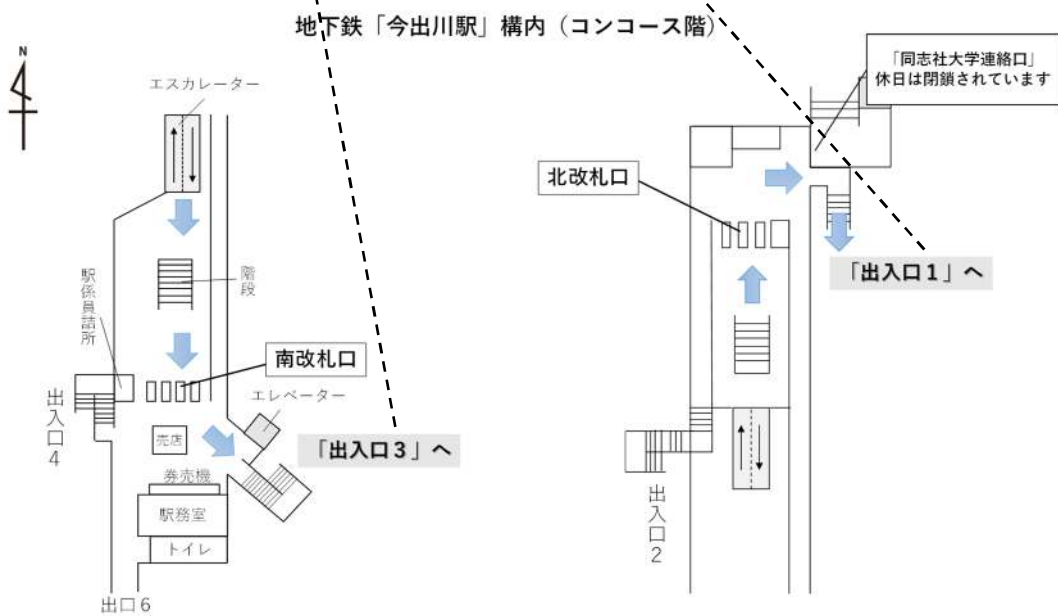 地下鉄「今出川駅」構内（コンコース階）
N
エスカレーター
階段
駅係員詰所
南改札口
エレベーター
出入口4
売店
「出入口3」へ
券売機
駅務室
トイレ
出口6
「同志社大学連絡口」
休日は閉鎖されています
北改札口
「出入口1」へ
出入口2